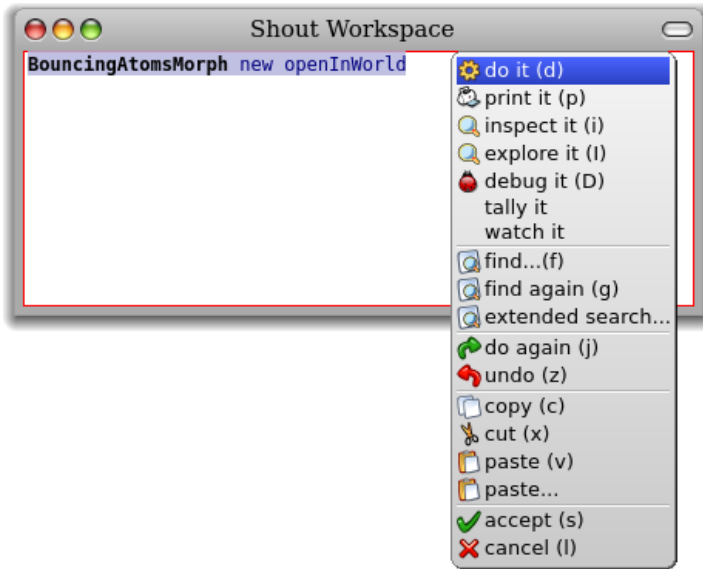 Shout Workspace
BouncingAtomsMorph new openInWorld
do it (d)
print it (p)
inspect it (i)
explore it (I)
debug it (D)
tally it
watch it
find...(f)
find again (g)
extended search...
do again (j)
undo (z)
copy (c)
cut (x)
paste (v)
paste...
accept (s)
cancel (l)